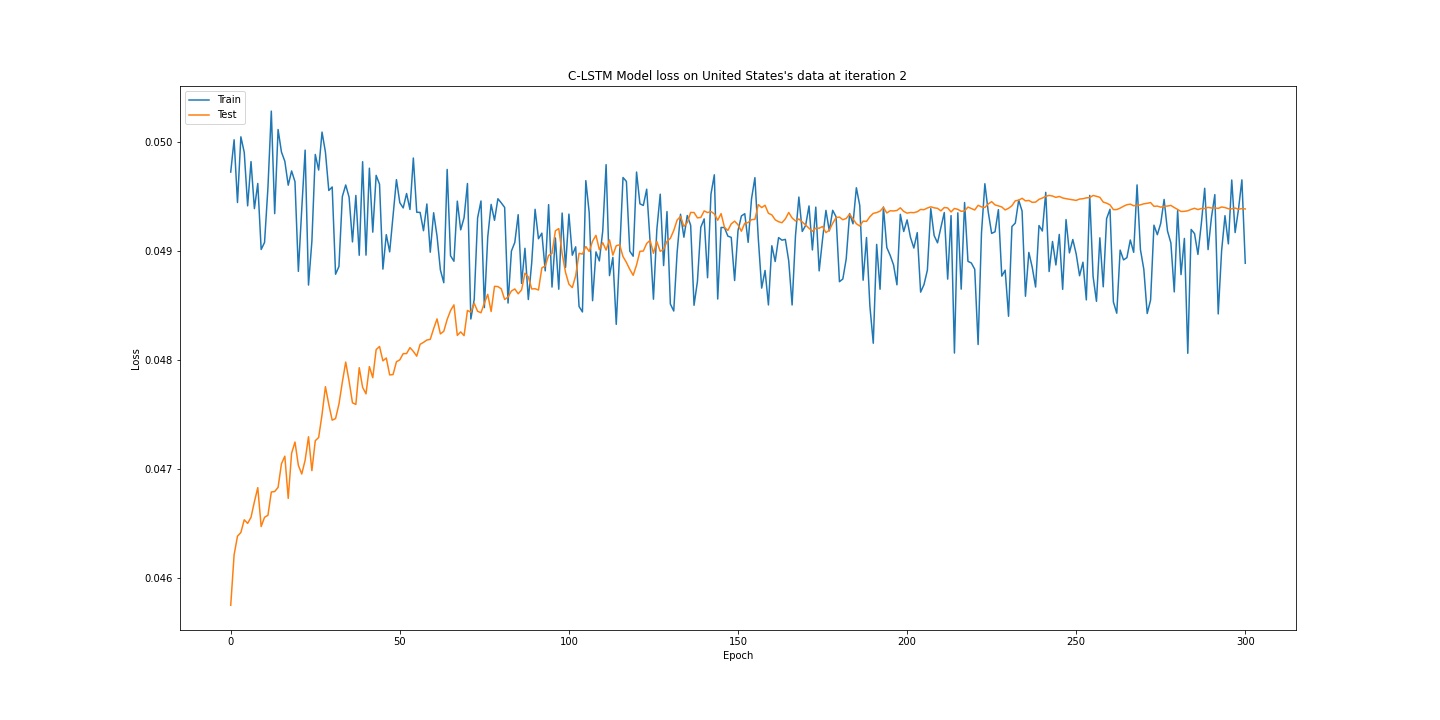 C-LSTM Model loss on United States's data at iteration 2
Train
Test
0.050
0.049
0.048
0.047
0.046
Loss
0 50 100 150 200 250 300
Epoch